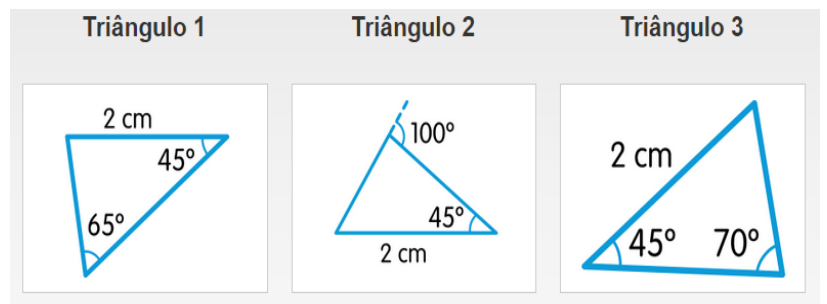 Triângulo 1
Triângulo 2
Triângulo 3
2 cm
45º
65º
100º
45º
2 cm
2 cm
45º 70º